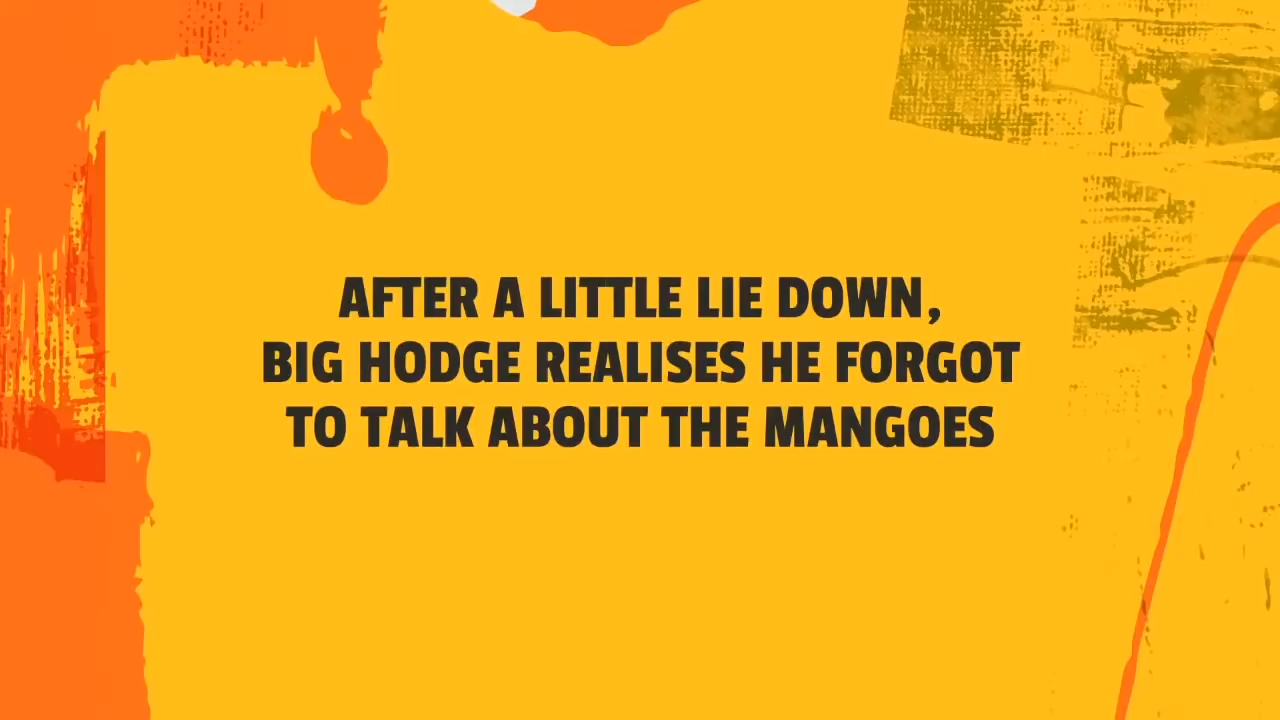 AFTER A LITTLE LIE DOWN,
BIG HODGE REALISES HE FORGOT
TO TALK ABOUT THE MANGOES